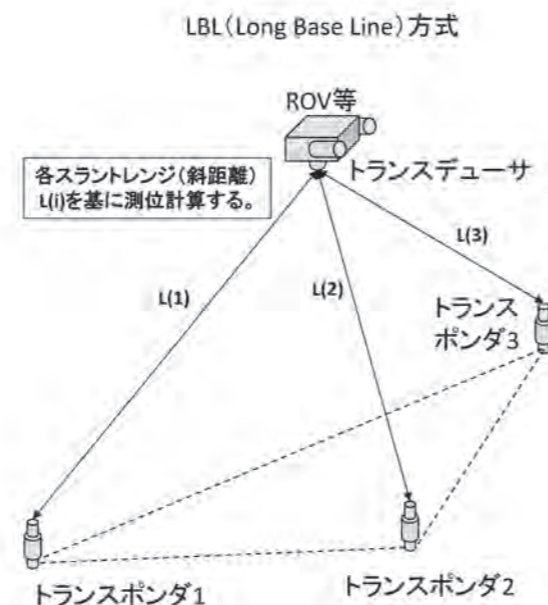 LBL(Long Base Line)方式
ROV等
トランスデューサ
各スラントレンジ(斜距離)
L(i)を基に測位計算する。
L(1)
L(2)
L(3)
トランス
ポンダ3
トランスポンダ1
トランスポンダ2